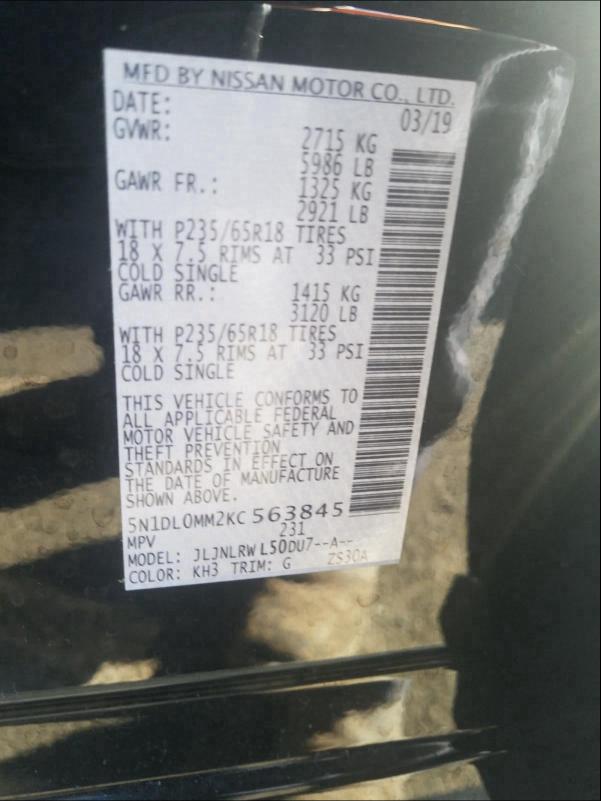 MFD BY NISSAN MOTOR CO., LTD.
DATE: 03/19
GVWR: 2715 KG
5986 LB
GAWR FR.: 1325 KG
2921 LB
WITH P235/65R18 TIRES
18 X 7.5 RIMS AT 33 PSI
COLD SINGLE
GAWR RR.: 1415 KG
3120 LB
WITH P235/65R18 TIRES
18 X 7.5 RIMS AT 33 PSI
COLD SINGLE
THIS VEHICLE CONFORMS TO
ALL APPLICABLE FEDERAL
MOTOR VEHICLE SAFETY AND
THEFT PREVENTION
STANDARDS IN EFFECT ON
THE DATE OF MANUFACTURE
SHOWN ABOVE.
5N1DL0MM2KC563845
MPV 231
MODEL: JLJNLRWL50DU7--A--
COLOR: KH3 TRIM: G ZS30A